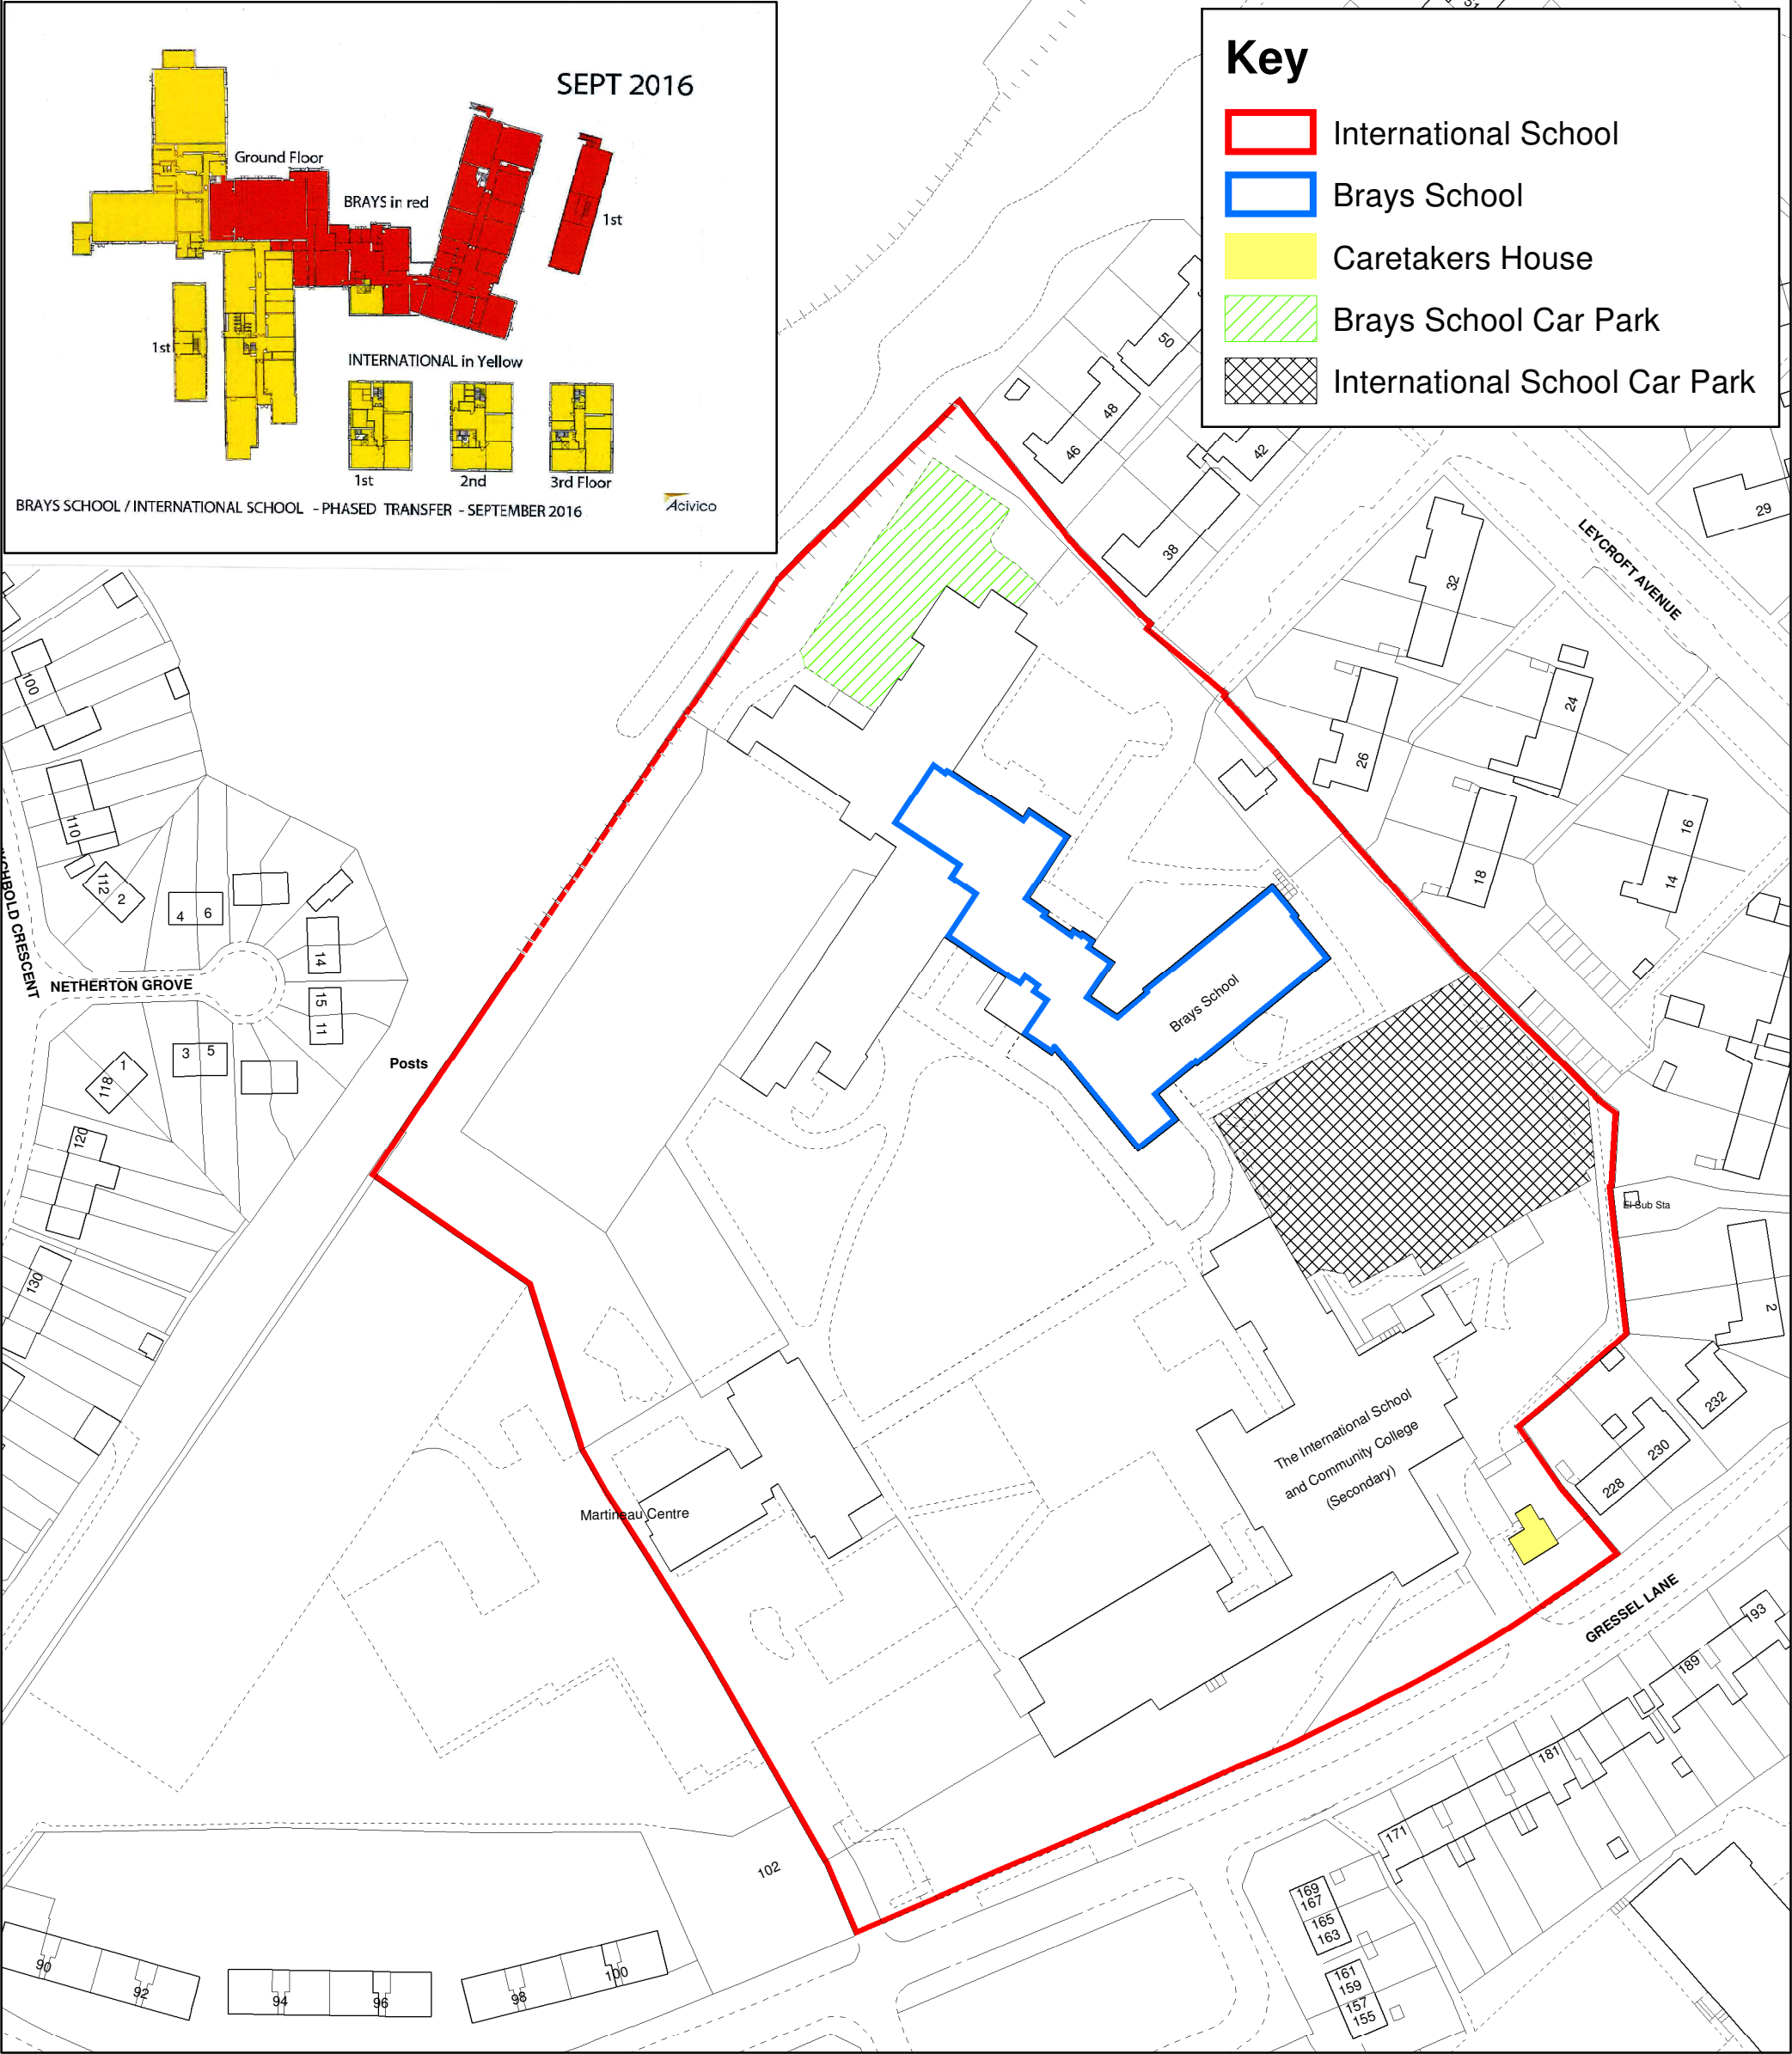 SEPT 2016
Ground Floor
BRAYS in red
1st
1st
INTERNATIONAL in Yellow
1st 2nd 3rd Floor
BRAYS SCHOOL / INTERNATIONAL SCHOOL - PHASED TRANSFER - SEPTEMBER 2016
Acivico
Key
International School
Brays School
Caretakers House
Brays School Car Park
International School Car Park
50
48
46
42
38
29
LEYCROFT AVENUE
32
24
26
16
18
14
100
110
112
2
4 6
14
NETHERTON GROVE
15
11
3 5
1
118
120
130
Posts
Brays School
El Sub Sta
2
232
230
228
The International School
and Community College
(Secondary)
Martineau Centre
GRESSEL LANE
193
189
181
171
169
167
165
163
161
159
157
155
102
90
92
94
96
98
100